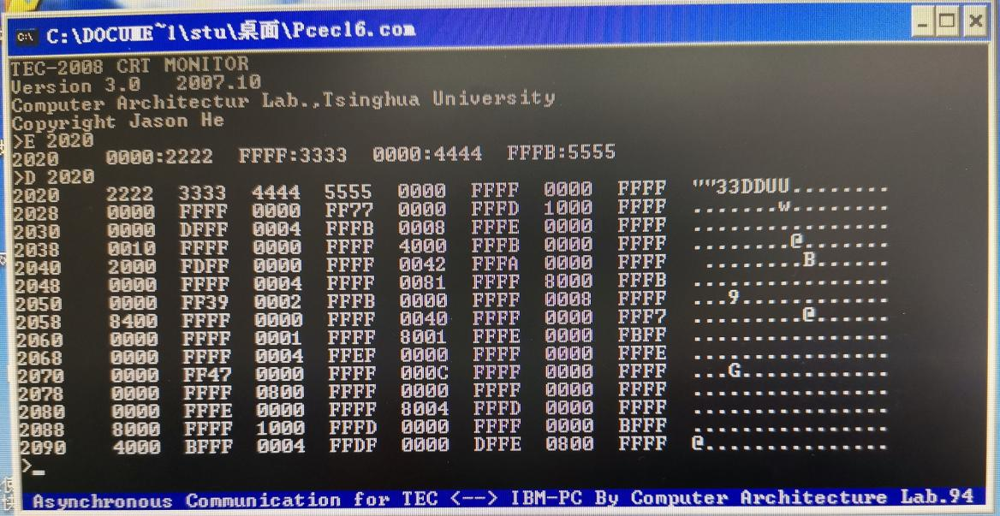 C:\DOCUME~1\stu\桌面\Pcec16.com
TEC-2008 CRT MONITOR
Version 3.0   2007.10
Computer Architectur Lab.,Tsinghua University
Copyright Jason He
>E 2020
2020    0000:2222  FFFF:3333  0000:4444  FFFB:5555
>D 2020
2020    2222  3333  4444  5555  0000  FFFF  0000  FFFF  ""33DDUU........
2028    0000  FFFF  0000  FF77  0000  FFFD  1000  FFFF  .......w........
2030    0000  DFFF  0004  FFFB  0008  FFFE  0000  FFFF  ................
2038    0010  FFFF  0000  FFFF  4000  FFFB  0000  FFFF  ........@.......
2040    2000  FDFF  0000  FFFF  0042  FFFA  0000  FFFF   ........B......
2048    0000  FFFF  0004  FFFF  0081  FFFF  8000  FFFB  ................
2050    0000  FF39  0002  FFFB  0000  FFFF  0008  FFFF  ...9............
2058    8400  FFFF  0000  FFFF  0040  FFFF  0000  FFF7  .........@......
2060    0000  FFFF  0001  FFFF  8001  FFFE  0000  FBFF  ................
2068    0000  FFFF  0004  FFEF  0000  FFFF  0000  FFFE  ................
2070    0000  FF47  0000  FFFF  000C  FFFF  0000  FFFF  ...G............
2078    0000  FFFF  0800  FFFF  0000  FFFF  0000  FFFF  ................
2080    0000  FFFE  0000  FFFF  8004  FFFD  0000  FFFF  ................
2088    8000  FFFF  1000  FFFD  0000  FFFF  0000  BFFF  ................
2090    4000  BFFF  0004  FFDF  0000  DFFE  0800  FFFF  @...............
>_
Asynchronous Communication for TEC <--> IBM-PC By Computer Architecture Lab.94